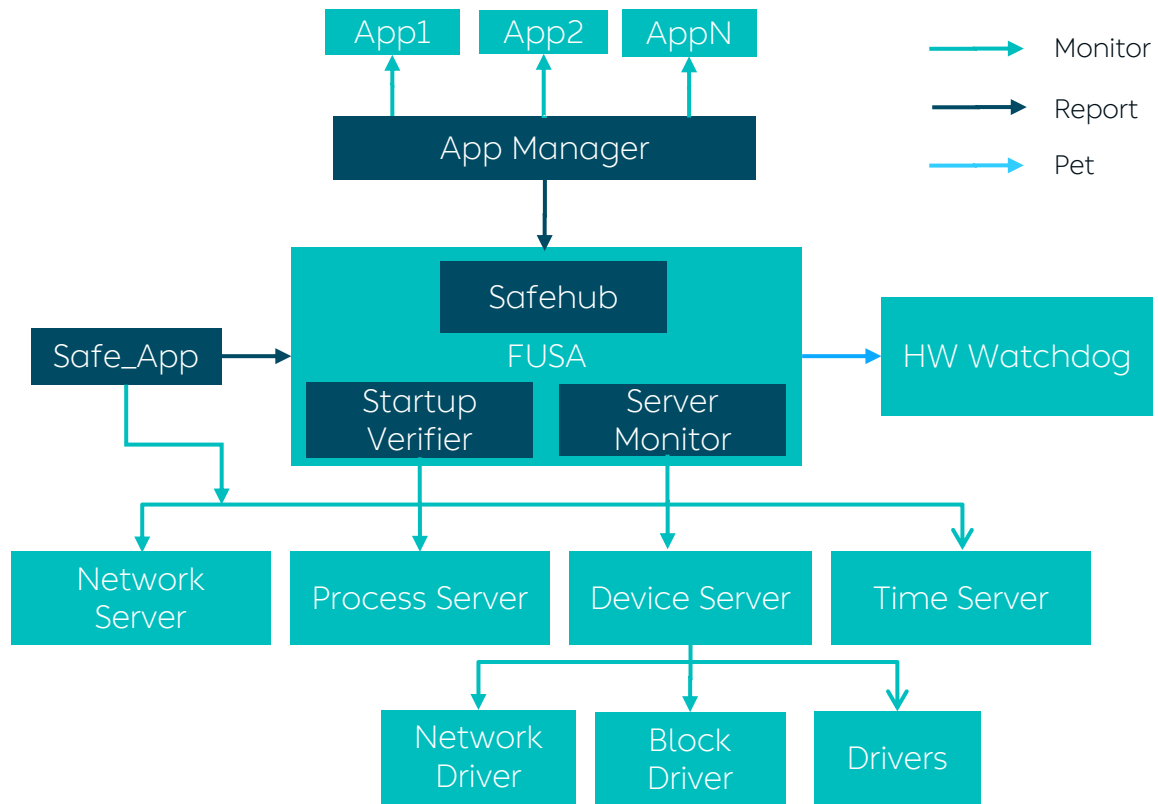 App1
App2
AppN
Monitor
Report
Pet
App Manager
Safehub
FUSA
Safe_App
HW Watchdog
Startup
Verifier
Server
Monitor
Network
Server
Process Server
Device Server
Time Server
Network
Driver
Block
Driver
Drivers